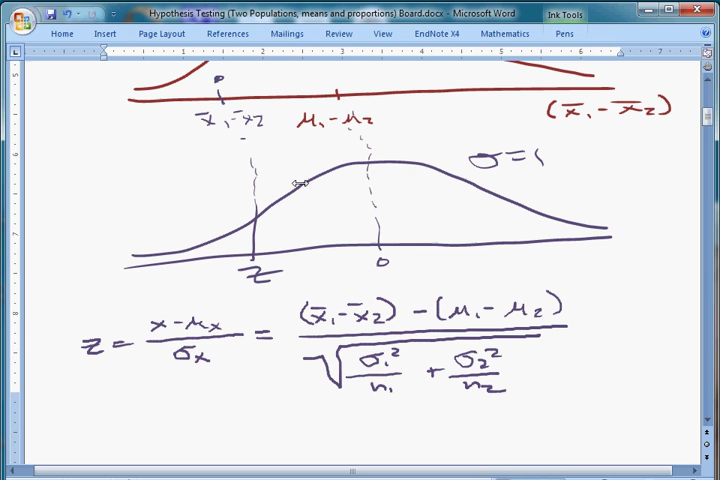 Hypothesis Testing (Two Populations, means and proportions) Board.docx - Microsoft Word
Ink Tools
Home Insert Page Layout References Mailings Review View EndNote X4 Mathematics Pens
0
x̄₁-x̄₂ μ₁-μ₂ (x̄₁-x̄₂)
σ=1
z 0
z = (x-μₓ)/σₓ = ((x̄₁-x̄₂) - (μ₁-μ₂))/√(σ₁²/n₁ + σ₂²/n₂)